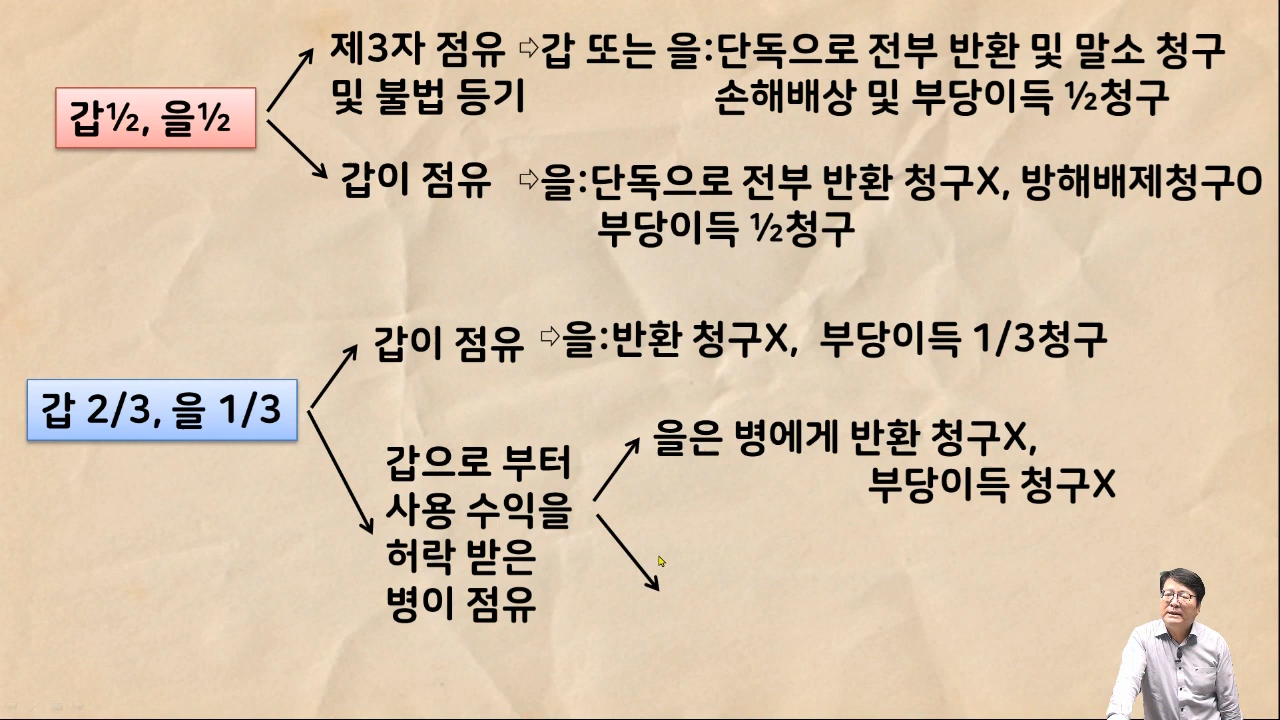 제3자 점유 ⇨갑 또는 을:단독으로 전부 반환 및 말소 청구
및 불법 등기 손해배상 및 부당이득 ½청구
갑½, 을½
갑이 점유 ⇨을:단독으로 전부 반환 청구X, 방해배제청구O
부당이득 ½청구
갑이 점유 ⇨을:반환 청구X, 부당이득 1/3청구
갑 2/3, 을 1/3
갑으로 부터
사용 수익을
허락 받은
병이 점유
을은 병에게 반환 청구X,
부당이득 청구X